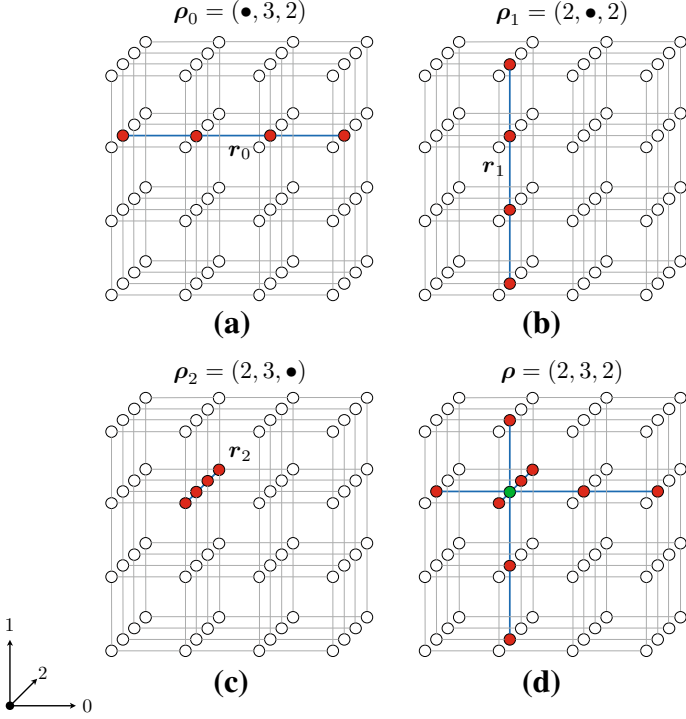 𝝆₀ = (•, 3, 2)
𝝆₁ = (2, •, 2)
𝒓₀
𝒓₁
(a)
(b)
𝝆₂ = (2, 3, •)
𝝆 = (2, 3, 2)
𝒓₂
1
2
0
(c)
(d)